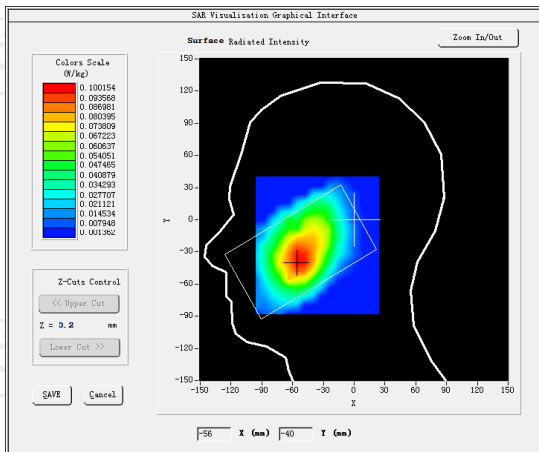 SAR Visualisation Graphical Interface
Surface Radiated Intensity
Zoom In/Out
Colors Scale
(W/kg)
0.100154
0.093568
0.086981
0.080395
0.073809
0.067223
0.060637
0.054051
0.047465
0.040879
0.034293
0.027707
0.021121
0.014534
0.007948
0.001362
Z-Cuts Control
<< Upper Cut
Z = 0.2 mm
Lower Cut >>
SAVE Cancel
150
120
90
60
30
0
-30
-60
-90
-120
-150
Y
-150 -120 -90 -60 -30 0 30 60 90 120 150
X
-56 X (mm) -40 Y (mm)